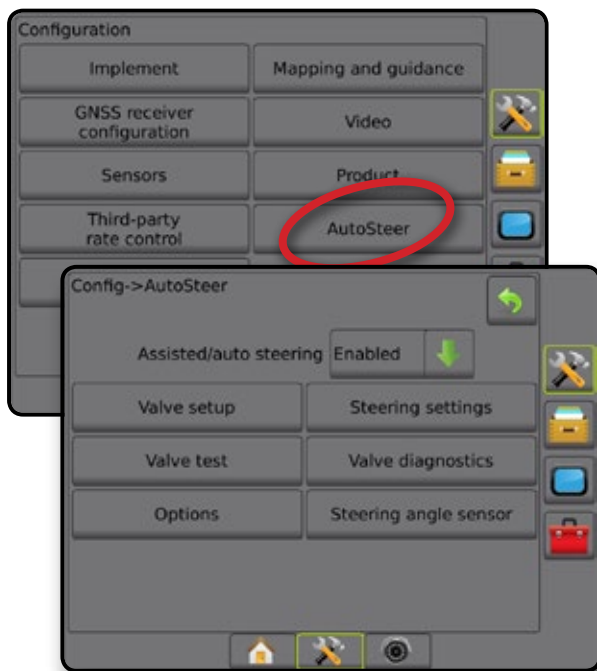 Configuration
Implement
Mapping and guidance
GNSS receiver
configuration
Video
Sensors
Product
Third-party
rate control
AutoSteer
Config->AutoSteer
Assisted/auto steering
Enabled
Valve setup
Steering settings
Valve test
Valve diagnostics
Options
Steering angle sensor